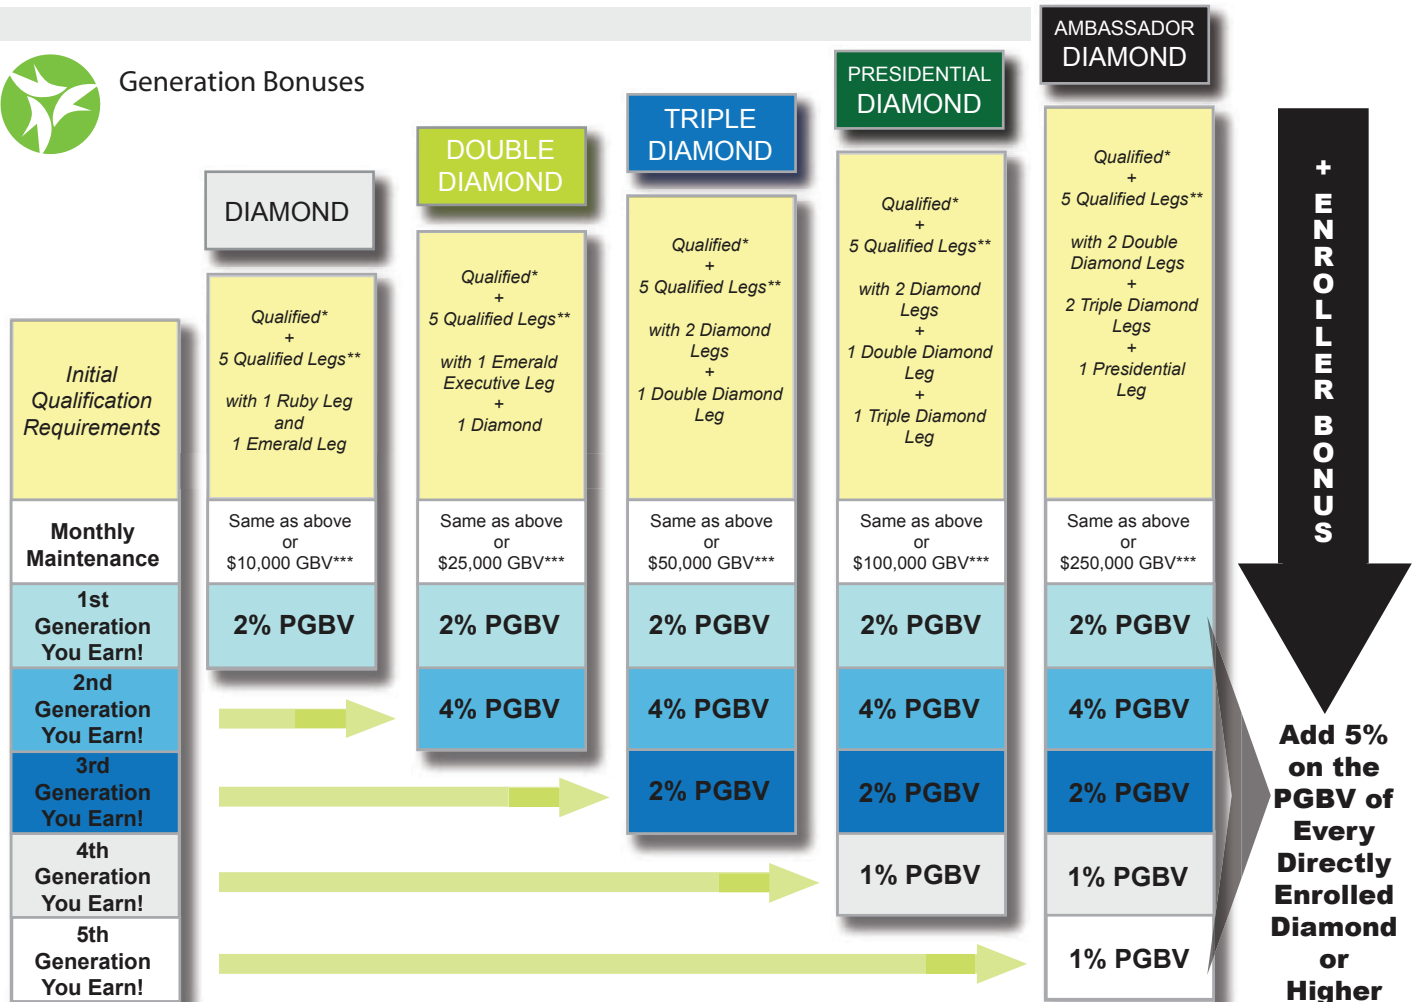 Generation Bonuses
DIAMOND
DOUBLE
DIAMOND
TRIPLE
DIAMOND
PRESIDENTIAL
DIAMOND
AMBASSADOR
DIAMOND
Initial
Qualification
Requirements
Qualified*
+
5 Qualified Legs**
with 1 Ruby Leg
and
1 Emerald Leg
Qualified*
+
5 Qualified Legs**
with 1 Emerald
Executive Leg
+
1 Diamond
Qualified*
+
5 Qualified Legs**
with 2 Diamond
Legs
+
1 Double Diamond
Leg
Qualified*
+
5 Qualified Legs**
with 2 Diamond
Legs
+
1 Double Diamond
Leg
+
1 Triple Diamond
Leg
Qualified*
+
5 Qualified Legs**
with 2 Double
Diamond Legs
+
2 Triple Diamond
Legs
+
1 Presidential
Leg
Monthly
Maintenance
Same as above
or
$10,000 GBV***
Same as above
or
$25,000 GBV***
Same as above
or
$50,000 GBV***
Same as above
or
$100,000 GBV***
Same as above
or
$250,000 GBV***
1st
Generation
You Earn!
2% PGBV
2% PGBV
2% PGBV
2% PGBV
2% PGBV
2nd
Generation
You Earn!
4% PGBV
4% PGBV
4% PGBV
4% PGBV
3rd
Generation
You Earn!
2% PGBV
2% PGBV
2% PGBV
4th
Generation
You Earn!
1% PGBV
1% PGBV
5th
Generation
You Earn!
1% PGBV
+ ENROLLER BONUS
Add 5%
on the
PGBV of
Every
Directly
Enrolled
Diamond
or
Higher